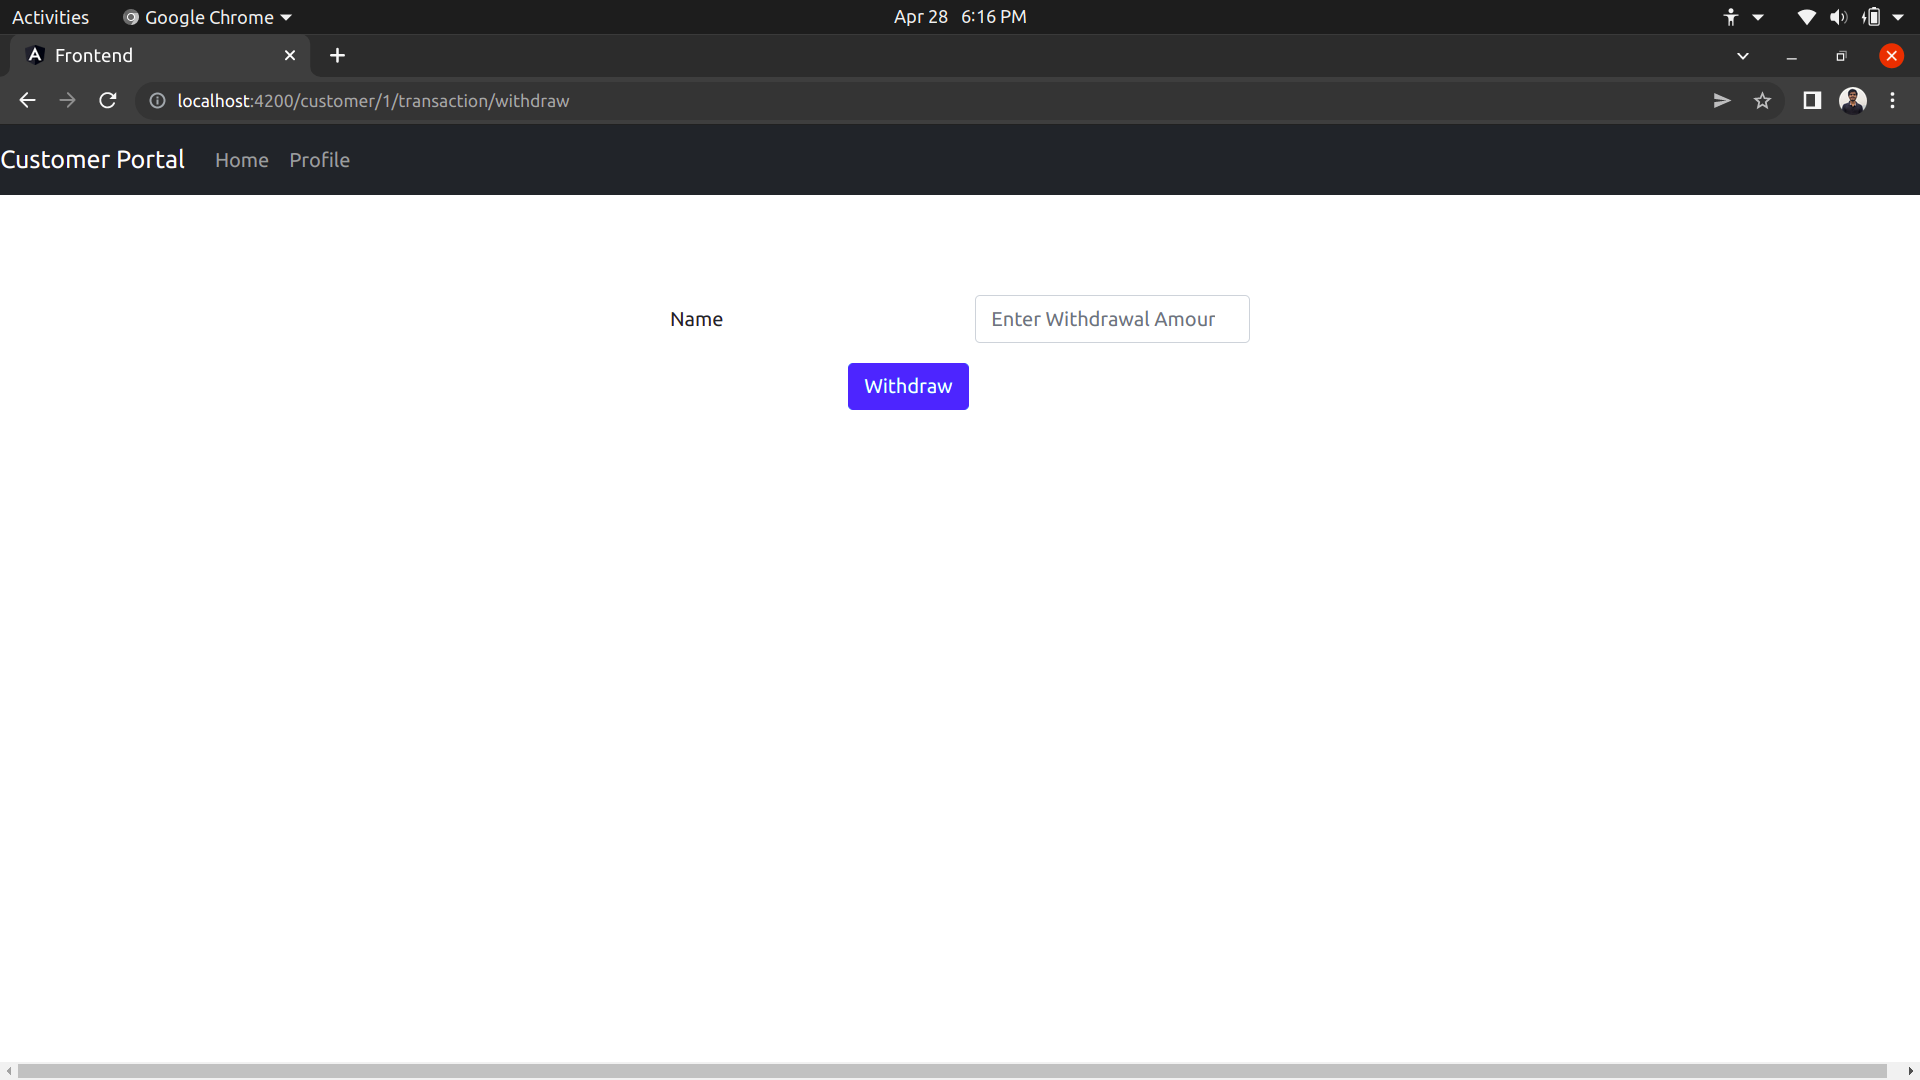 Activities Google Chrome Apr 28 6:16 PM
Frontend
localhost:4200/customer/1/transaction/withdraw
Customer Portal Home Profile
Name Enter Withdrawal Amour
Withdraw